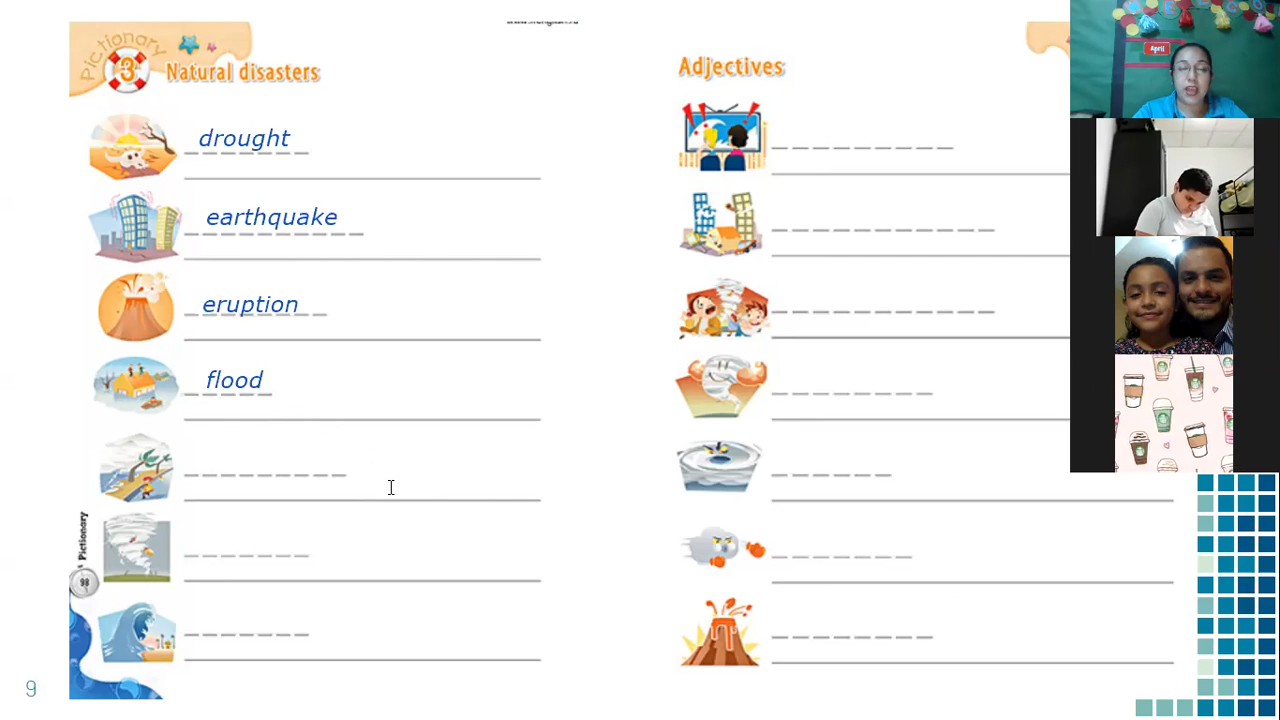 Pictionary
3
Natural disasters
drought
earthquake
eruption
flood
Pictionary
98
9
Adjectives
April